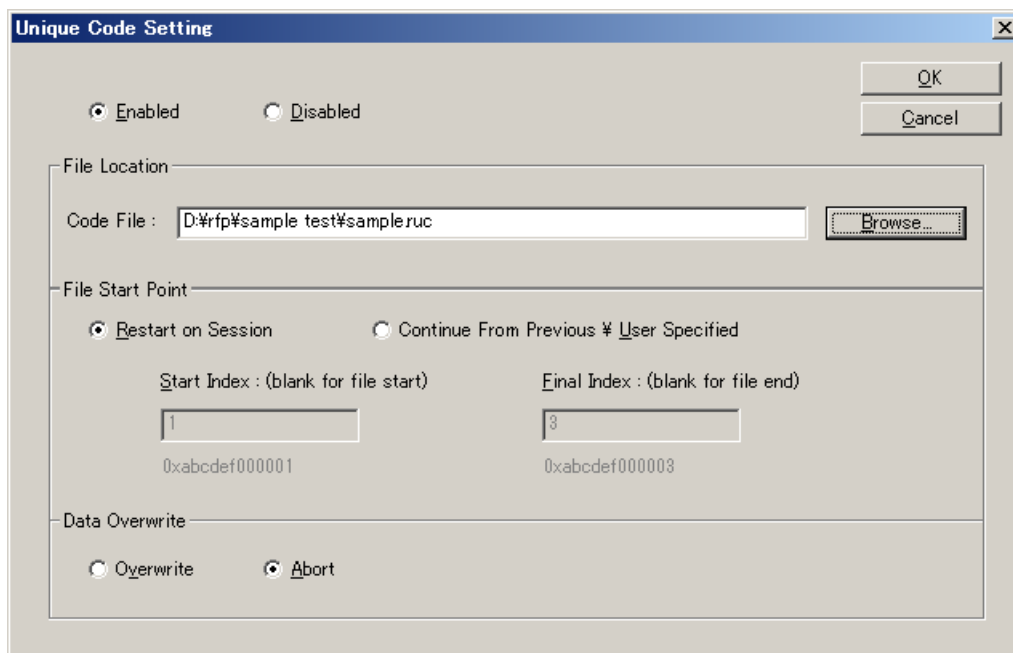 Unique Code Setting
OK
Enabled Disabled
Cancel
File Location
Code File : D:¥rfp¥sample test¥sample.ruc Browse...
File Start Point
Restart on Session Continue From Previous ¥ User Specified
Start Index : (blank for file start) Final Index : (blank for file end)
1 3
0xabcdef000001 0xabcdef000003
Data Overwrite
Overwrite Abort